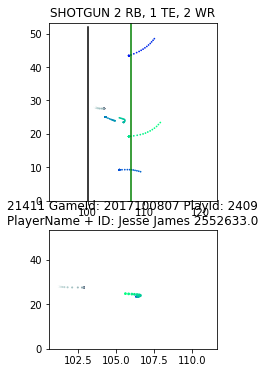 SHOTGUN 2 RB, 1 TE, 2 WR
50
40
30
20
10
0
100 110 120
21411 GameId: 2017100807 PlayId: 2409
PlayerName + ID: Jesse James 2552633.0
40
20
0
102.5 105.0 107.5 110.0